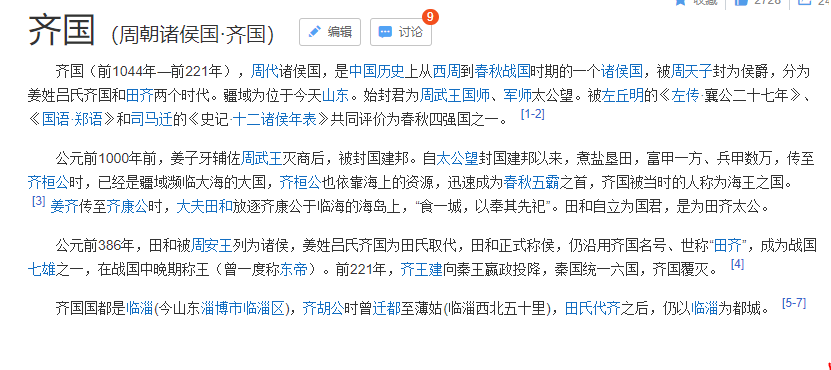 收藏 2728 24
齐国 (周朝诸侯国·齐国) 编辑 讨论 9
齐国（前1044年—前221年），周代诸侯国，是中国历史上从西周到春秋战国时期的一个诸侯国，被周天子封为侯爵，分为
姜姓吕氏齐国和田齐两个时代。疆域为位于今天山东。始封君为周武王国师、军师太公望。被左丘明的《左传·襄公二十七年》、
《国语·郑语》和司马迁的《史记·十二诸侯年表》共同评价为春秋四强国之一。 [1-2]
公元前1000年前，姜子牙辅佐周武王灭商后，被封国建邦。自太公望封国建邦以来，煮盐垦田，富甲一方、兵甲数万，传至
齐桓公时，已经是疆域濒临大海的大国，齐桓公也依靠海上的资源，迅速成为春秋五霸之首，齐国被当时的人称为海王之国。
[3] 姜齐传至齐康公时，大夫田和放逐齐康公于临海的海岛上，“食一城，以奉其先祀”。田和自立为国君，是为田齐太公。
公元前386年，田和被周安王列为诸侯，姜姓吕氏齐国为田氏取代，田和正式称侯，仍沿用齐国名号、世称“田齐”，成为战国
七雄之一，在战国中晚期称王（曾一度称东帝）。前221年，齐王建向秦王嬴政投降，秦国统一六国，齐国覆灭。 [4]
齐国国都是临淄(今山东淄博市临淄区)，齐胡公时曾迁都至薄姑(临淄西北五十里)，田氏代齐之后，仍以临淄为都城。 [5-7]